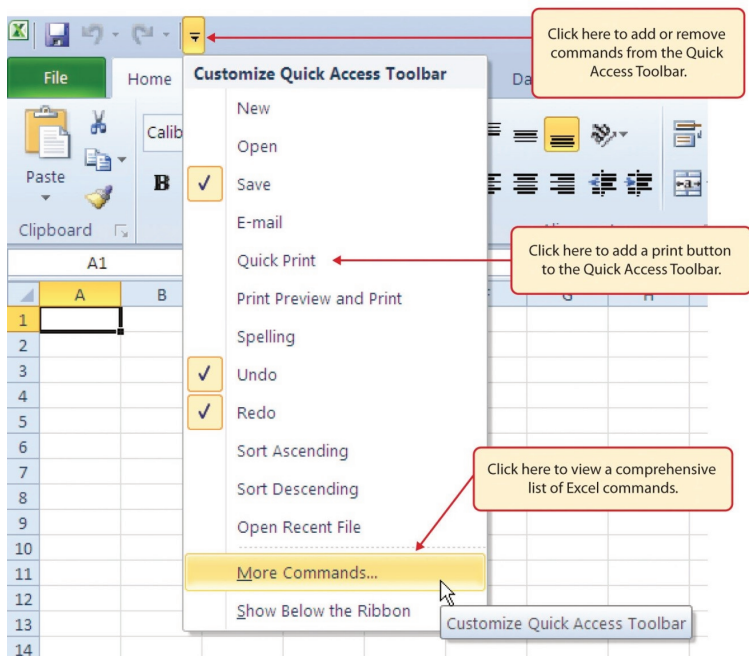 Click here to add or remove
commands from the Quick
Access Toolbar.
File Home
Customize Quick Access Toolbar
New
Open
Save
E-mail
Quick Print
Print Preview and Print
Spelling
Undo
Redo
Sort Ascending
Sort Descending
Open Recent File
More Commands...
Show Below the Ribbon
Calib
Paste
B
Clipboard
Click here to add a print button
to the Quick Access Toolbar.
A1
A B G H
1
2
3
4
5
6
7
8
9
10
11
12
13
14
Click here to view a comprehensive
list of Excel commands.
Customize Quick Access Toolbar